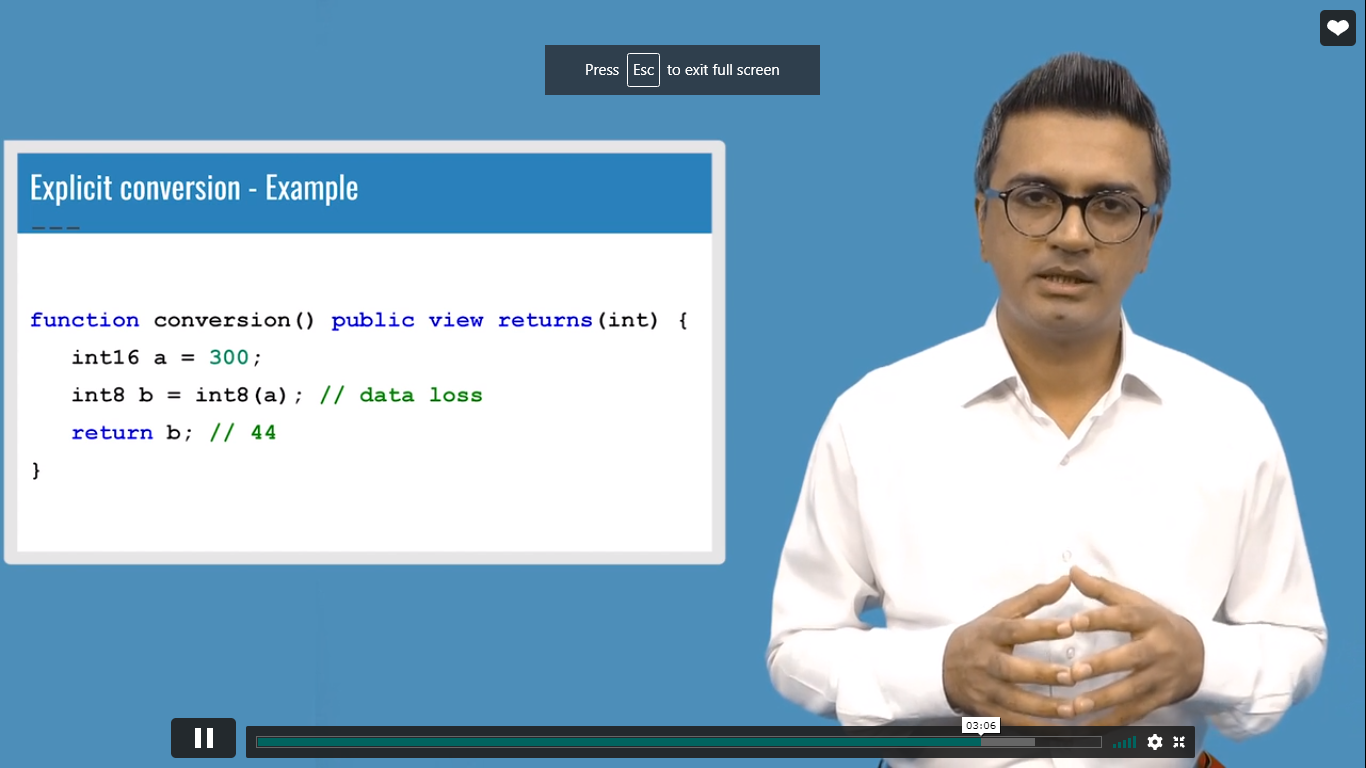 Press Esc to exit full screen
Explicit conversion - Example
function conversion() public view returns(int) {
int16 a = 300;
int8 b = int8(a); // data loss
return b; // 44
}
03:06